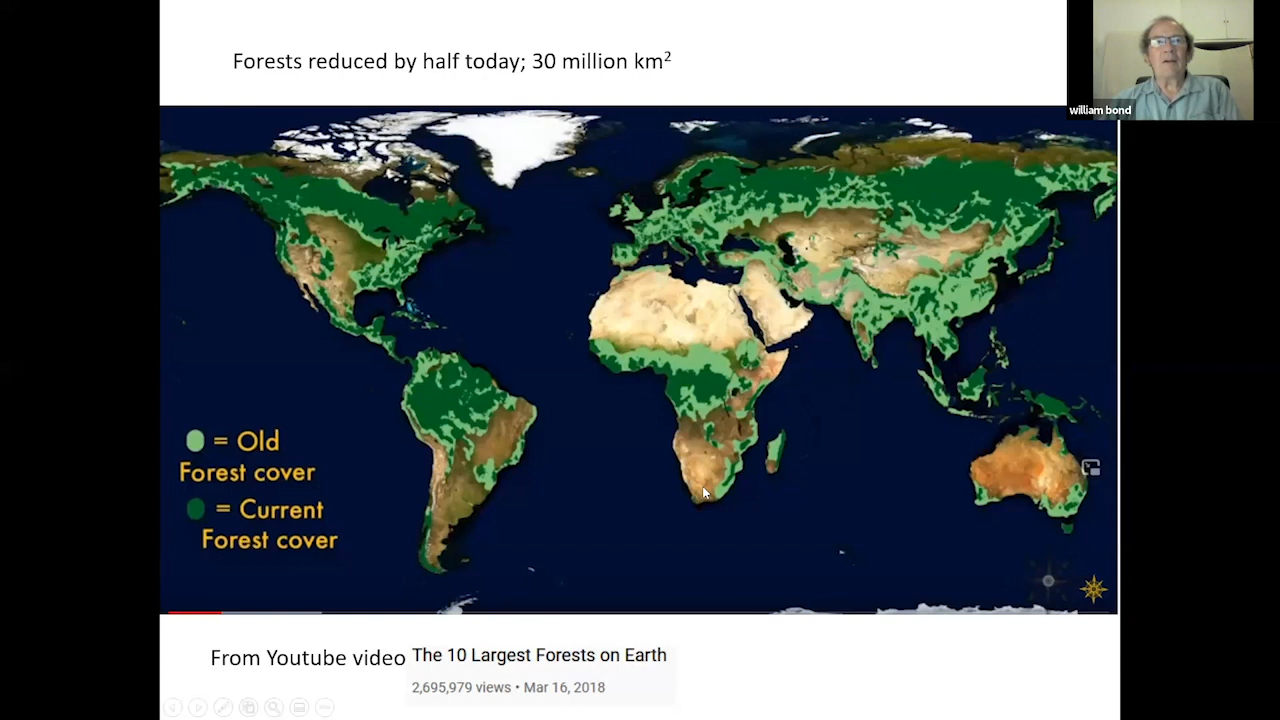 Forests reduced by half today; 30 million km²
william bond
= Old
Forest cover
= Current
Forest cover
From Youtube video
The 10 Largest Forests on Earth
2,695,979 views • Mar 16, 2018